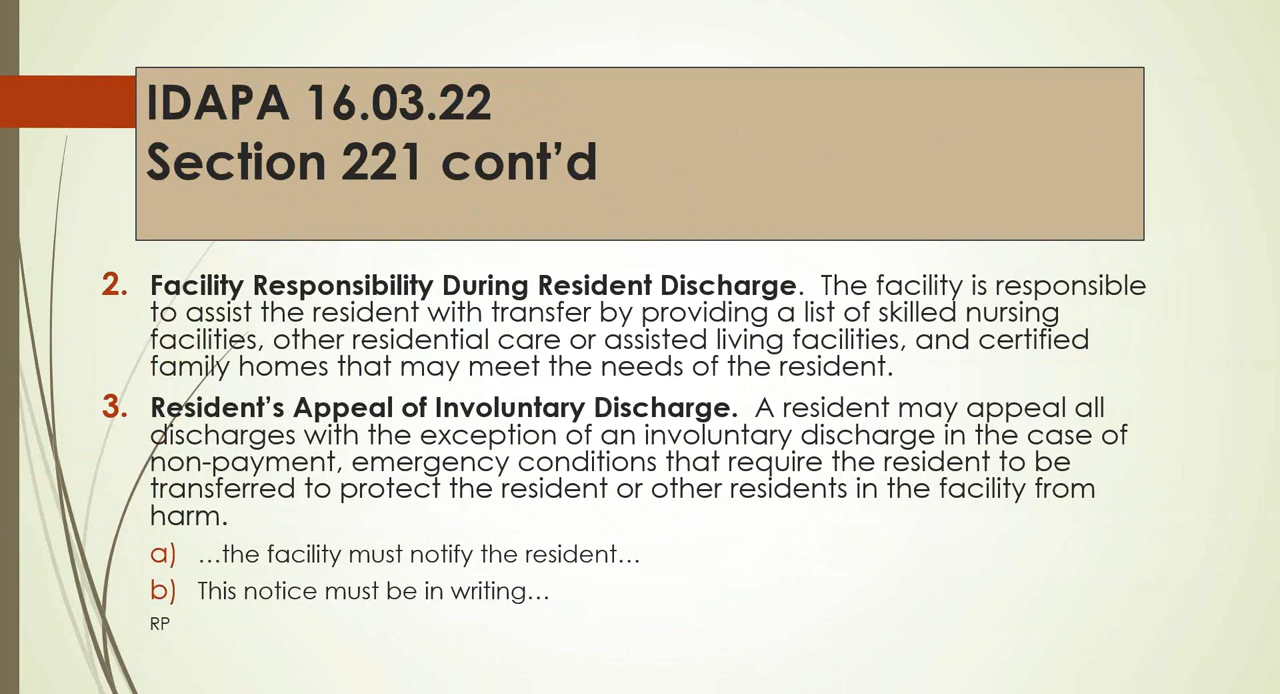 IDAPA 16.03.22
Section 221 cont’d
2. Facility Responsibility During Resident Discharge. The facility is responsible
to assist the resident with transfer by providing a list of skilled nursing
facilities, other residential care or assisted living facilities, and certified
family homes that may meet the needs of the resident.
3. Resident’s Appeal of Involuntary Discharge. A resident may appeal all
discharges with the exception of an involuntary discharge in the case of
non-payment, emergency conditions that require the resident to be
transferred to protect the resident or other residents in the facility from
harm.
a) …the facility must notify the resident…
b) This notice must be in writing…
RP